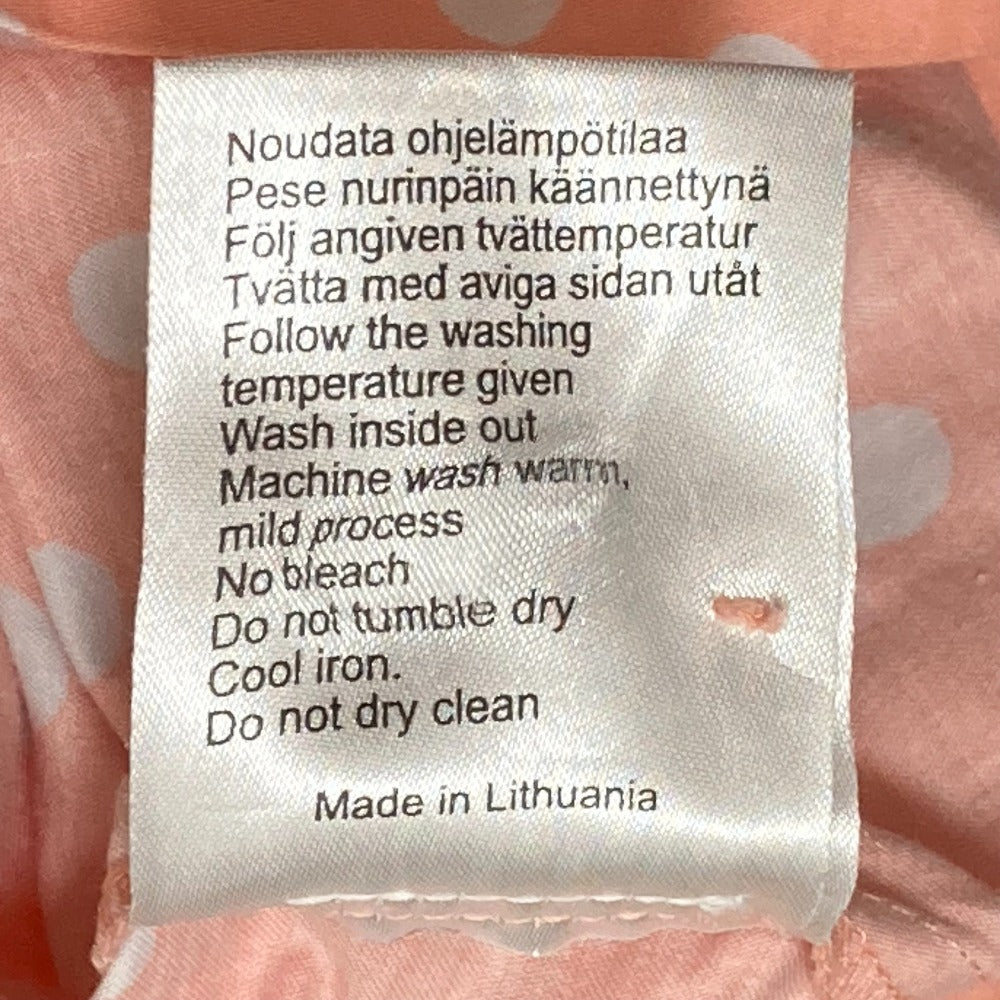 Noudata ohjelämpötilaa
Pese nurinpäin käännettynä
Följ angiven tvättemperatur
Tvätta med aviga sidan utåt
Follow the washing
temperature given
Wash inside out
Machine wash warm,
mild process
No bleach
Do not tumble dry
Cool iron.
Do not dry clean
Made in Lithuania